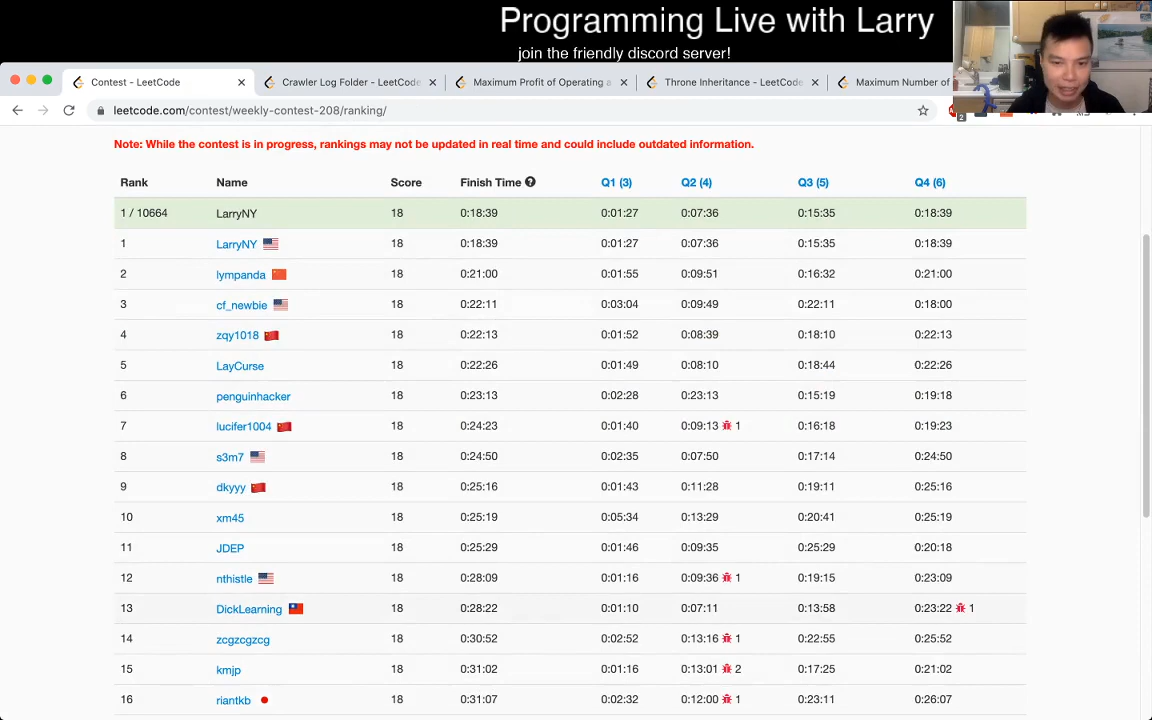 Programming Live with Larry
join the friendly discord server!
Contest - LeetCode
Crawler Log Folder - LeetCode
Maximum Profit of Operating a
Throne Inheritance - LeetCode
Maximum Number of
leetcode.com/contest/weekly-contest-208/ranking/
2
Note: While the contest is in progress, rankings may not be updated in real time and could include outdated information.
Rank Name Score Finish Time Q1 (3) Q2 (4) Q3 (5) Q4 (6)
1 / 10664 LarryNY 18 0:18:39 0:01:27 0:07:36 0:15:35 0:18:39
1 LarryNY 18 0:18:39 0:01:27 0:07:36 0:15:35 0:18:39
2 lympanda 18 0:21:00 0:01:55 0:09:51 0:16:32 0:21:00
3 cf_newbie 18 0:22:11 0:03:04 0:09:49 0:22:11 0:18:00
4 zqy1018 18 0:22:13 0:01:52 0:08:39 0:18:10 0:22:13
5 LayCurse 18 0:22:26 0:01:49 0:08:10 0:18:44 0:22:26
6 penguinhacker 18 0:23:13 0:02:28 0:23:13 0:15:19 0:19:18
7 lucifer1004 18 0:24:23 0:01:40 0:09:13 1 0:16:18 0:19:23
8 s3m7 18 0:24:50 0:02:35 0:07:50 0:17:14 0:24:50
9 dkyyy 18 0:25:16 0:01:43 0:11:28 0:19:11 0:25:16
10 xm45 18 0:25:19 0:05:34 0:13:29 0:20:41 0:25:19
11 JDEP 18 0:25:29 0:01:46 0:09:35 0:25:29 0:20:18
12 nthistle 18 0:28:09 0:01:16 0:09:36 1 0:19:15 0:23:09
13 DickLearning 18 0:28:22 0:01:10 0:07:11 0:13:58 0:23:22 1
14 zcgzcgzcg 18 0:30:52 0:02:52 0:13:16 1 0:22:55 0:25:52
15 kmjp 18 0:31:02 0:01:16 0:13:01 2 0:17:25 0:21:02
16 riantkb 18 0:31:07 0:02:32 0:12:00 1 0:23:11 0:26:07